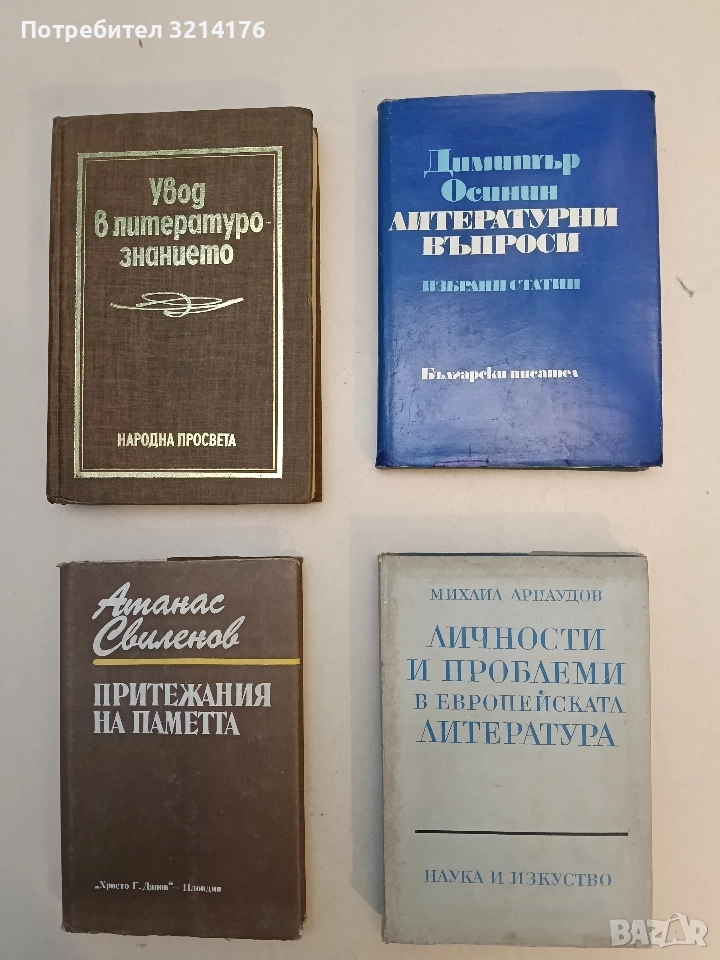 Потребител 3214176
Увод
в литературо-
знанието
НАРОДНА ПРОСВЕТА
Димитър
Осинин
ЛИТЕРАТУРНИ
ВЪПРОСИ
ИЗБРАНИ СТАТИИ
Български писател
Атанас
Свиленов
ПРИТЕЖАНИЯ
НА ПАМЕТТА
„Христо Г. Данов" – Пловдив
МИХАИЛ АРНАУДОВ
ЛИЧНОСТИ
И ПРОБЛЕМИ
В ЕВРОПЕЙСКАТА
ЛИТЕРАТУРА
НАУКА И ИЗКУСТВО
BAZAR